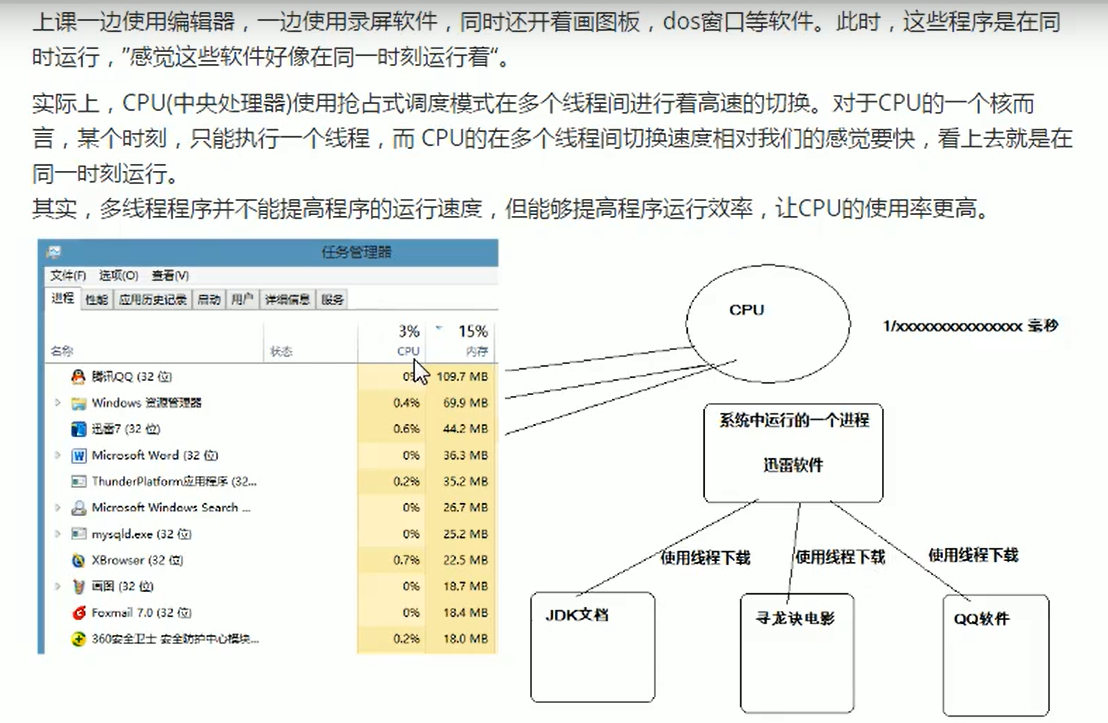 上课一边使用编辑器，一边使用录屏软件，同时还开着画图板，dos窗口等软件。此时，这些程序是在同
时运行，”感觉这些软件好像在同一时刻运行着“。
实际上，CPU(中央处理器)使用抢占式调度模式在多个线程间进行着高速的切换。对于CPU的一个核而
言，某个时刻，只能执行一个线程，而 CPU的在多个线程间切换速度相对我们的感觉要快，看上去就是在
同一时刻运行。
其实，多线程程序并不能提高程序的运行速度，但能够提高程序运行效率，让CPU的使用率更高。
任务管理器
文件(F) 选项(O) 查看(V)
进程 性能 应用历史记录 启动 用户 详细信息 服务
3% 15%
名称 状态 CPU 内存
腾讯QQ (32 位) 0% 109.7 MB
Windows 资源管理器 0.4% 69.9 MB
迅雷7 (32 位) 0.6% 44.2 MB
Microsoft Word (32 位) 0% 36.3 MB
ThunderPlatform应用程序 (32... 0.2% 35.2 MB
Microsoft Windows Search ... 0% 26.7 MB
mysqld.exe (32 位) 0% 25.2 MB
XBrowser (32 位) 0.7% 22.5 MB
画图 (32 位) 0% 18.7 MB
Foxmail 7.0 (32 位) 0% 18.4 MB
360安全卫士 安全防护中心模块... 0.2% 18.0 MB
CPU
1/xxxxxxxxxxxxxxxx 毫秒
系统中运行的一个进程
迅雷软件
使用线程下载 使用线程下载 使用线程下载
JDK文档 寻龙诀电影 QQ软件